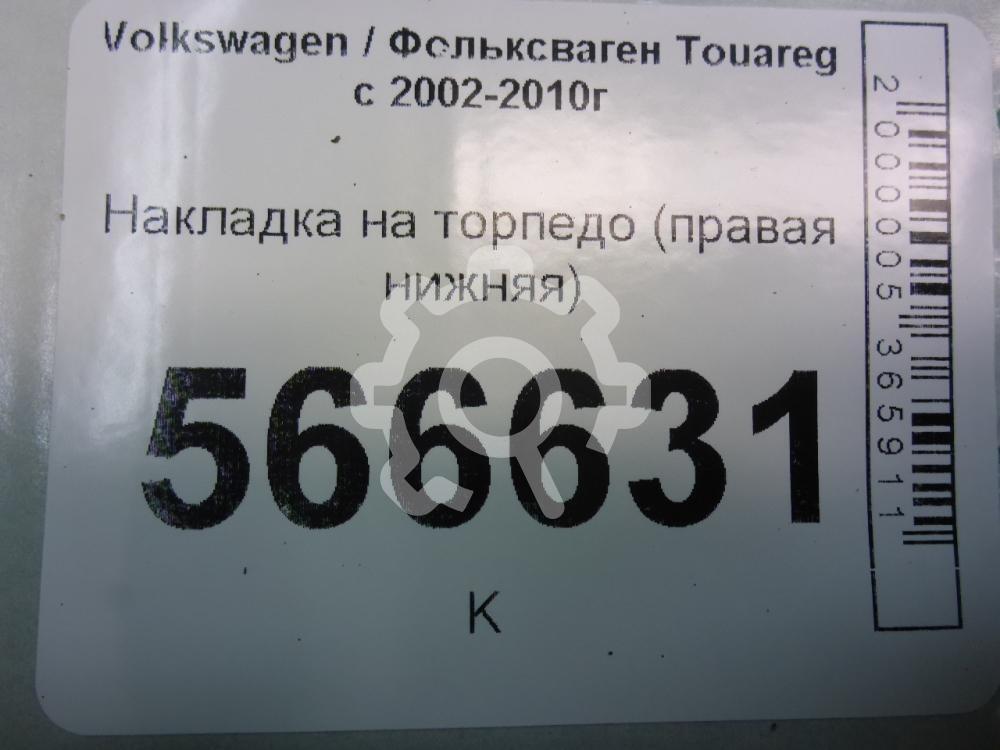 Volkswagen / Фольксваген Touareg
с 2002-2010г
Накладка на торпедо (правая
нижняя)
566631
К
2000005365911